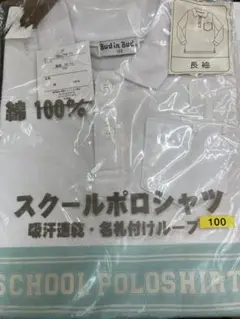 Bud in Bud
長袖
綿 100%
スクールポロシャツ
吸汗速乾・名札付けループ
100
SCHOOL POLOSHIRT